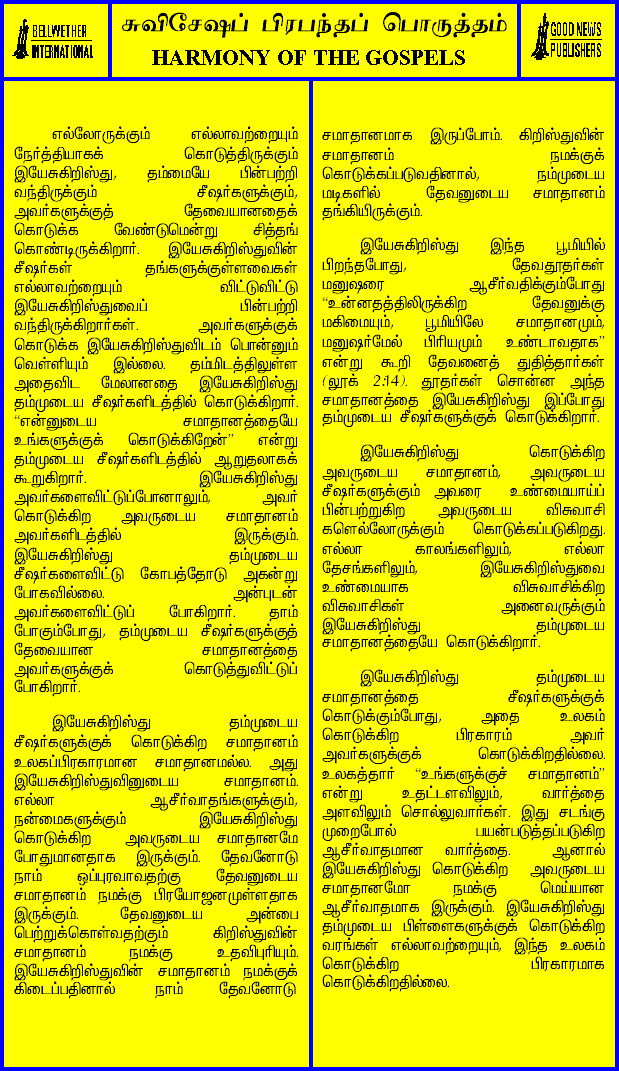 BELLWETHER
INTERNATIONAL
சுவிசேஷப் பிரபந்தப் பொருத்தம்
HARMONY OF THE GOSPELS
GOOD NEWS
PUBLISHERS
எல்லோருக்கும் எல்லாவற்றையும்
நேர்த்தியாகக் கொடுத்திருக்கும்
இயேசுகிறிஸ்து, தம்மையே பின்பற்றி
வந்திருக்கும் சீஷர்களுக்கும்,
அவர்களுக்குத் தேவையானதைக்
கொடுக்க வேண்டுமென்று சித்தங்
கொண்டிருக்கிறார். இயேசுகிறிஸ்துவின்
சீஷர்கள் தங்களுக்குள்ளவைகள்
எல்லாவற்றையும் விட்டுவிட்டு
இயேசுகிறிஸ்துவைப் பின்பற்றி
வந்திருக்கிறார்கள். அவர்களுக்குக்
கொடுக்க இயேசுகிறிஸ்துவிடம் பொன்னும்
வெள்ளியும் இல்லை. தம்மிடத்திலுள்ள
அதைவிட மேலானதை இயேசுகிறிஸ்து
தம்முடைய சீஷர்களிடத்தில் கொடுக்கிறார்.
“என்னுடைய சமாதானத்தையே
உங்களுக்குக் கொடுக்கிறேன்” என்று
தம்முடைய சீஷர்களிடத்தில் ஆறுதலாகக்
கூறுகிறார். இயேசுகிறிஸ்து
அவர்களைவிட்டுப்போனாலும், அவர்
கொடுக்கிற அவருடைய சமாதானம்
அவர்களிடத்தில் இருக்கும்.
இயேசுகிறிஸ்து தம்முடைய
சீஷர்களைவிட்டு கோபத்தோடு அகன்று
போகவில்லை. அன்புடன்
அவர்களைவிட்டுப் போகிறார். தாம்
போகும்போது, தம்முடைய சீஷர்களுக்குத்
தேவையான சமாதானத்தை
அவர்களுக்குக் கொடுத்துவிட்டுப்
போகிறார்.
இயேசுகிறிஸ்து தம்முடைய
சீஷர்களுக்குக் கொடுக்கிற சமாதானம்
உலகப்பிரகாரமான சமாதானமல்ல. அது
இயேசுகிறிஸ்துவினுடைய சமாதானம்.
எல்லா ஆசீர்வாதங்களுக்கும்,
நன்மைகளுக்கும் இயேசுகிறிஸ்து
கொடுக்கிற அவருடைய சமாதானமே
போதுமானதாக இருக்கும். தேவனோடு
நாம் ஒப்புரவாவதற்கு தேவனுடைய
சமாதானம் நமக்கு பிரயோஜனமுள்ளதாக
இருக்கும். தேவனுடைய அன்பை
பெற்றுக்கொள்வதற்கும் கிறிஸ்துவின்
சமாதானம் நமக்கு உதவிபுரியும்.
இயேசுகிறிஸ்துவின் சமாதானம் நமக்குக்
கிடைப்பதினால் நாம் தேவனோடு
சமாதானமாக இருப்போம். கிறிஸ்துவின்
சமாதானம் நமக்குக்
கொடுக்கப்படுவதினால், நம்முடைய
மடிகளில் தேவனுடைய சமாதானம்
தங்கியிருக்கும்.
இயேசுகிறிஸ்து இந்த பூமியில்
பிறந்தபோது, தேவதூதர்கள்
மனுஷரை ஆசீர்வதிக்கும்போது
“உன்னதத்திலிருக்கிற தேவனுக்கு
மகிமையும், பூமியிலே சமாதானமும்,
மனுஷர்மேல் பிரியமும் உண்டாவதாக”
என்று கூறி தேவனைத் துதித்தார்கள்
(லூக் 2:14). தூதர்கள் சொன்ன அந்த
சமாதானத்தை இயேசுகிறிஸ்து இப்போது
தம்முடைய சீஷர்களுக்குக் கொடுக்கிறார்.
இயேசுகிறிஸ்து கொடுக்கிற
அவருடைய சமாதானம், அவருடைய
சீஷர்களுக்கும் அவரை உண்மையாய்ப்
பின்பற்றுகிற அவருடைய விசுவாசி
களெல்லோருக்கும் கொடுக்கப்படுகிறது.
எல்லா காலங்களிலும், எல்லா
தேசங்களிலும், இயேசுகிறிஸ்துவை
உண்மையாக விசுவாசிக்கிற
விசுவாசிகள் அனைவருக்கும்
இயேசுகிறிஸ்து தம்முடைய
சமாதானத்தையே கொடுக்கிறார்.
இயேசுகிறிஸ்து தம்முடைய
சமாதானத்தை சீஷர்களுக்குக்
கொடுக்கும்போது, அதை உலகம்
கொடுக்கிற பிரகாரம் அவர்
அவர்களுக்குக் கொடுக்கிறதில்லை.
உலகத்தார் “உங்களுக்குச் சமாதானம்”
என்று உதட்டளவிலும், வார்த்தை
அளவிலும் சொல்லுவார்கள். இது சடங்கு
முறைபோல் பயன்படுத்தப்படுகிற
ஆசீர்வாதமான வார்த்தை. ஆனால்
இயேசுகிறிஸ்து கொடுக்கிற அவருடைய
சமாதானமோ நமக்கு மெய்யான
ஆசீர்வாதமாக இருக்கும். இயேசுகிறிஸ்து
தம்முடைய பிள்ளைகளுக்குக் கொடுக்கிற
வரங்கள் எல்லாவற்றையும், இந்த உலகம்
கொடுக்கிற பிரகாரமாக
கொடுக்கிறதில்லை.